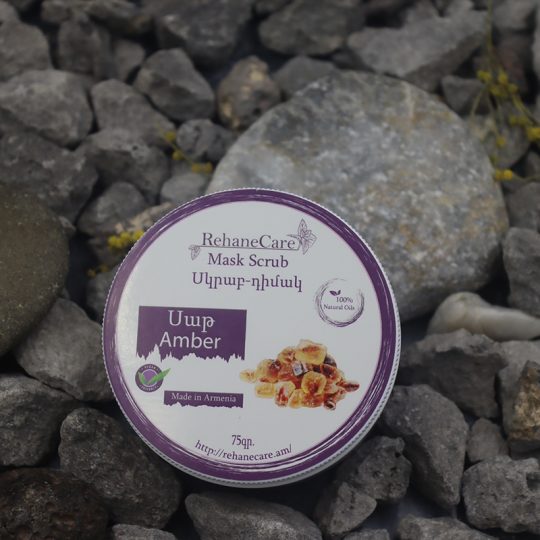 RehaneCare
Mask Scrub
Սկրաբ-դիմակ
100%
Natural Oils
Սաթ
Amber
Made in Armenia
75գր.
http://rehanecare.am/